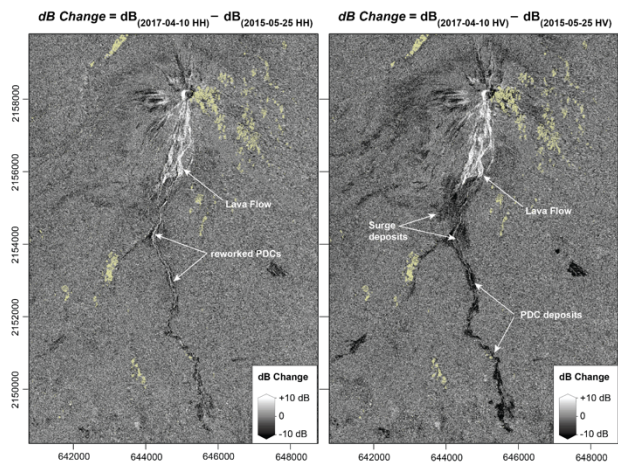 dB Change = dB(2017-04-10 HH) − dB(2015-05-25 HH)
dB Change = dB(2017-04-10 HV) − dB(2015-05-25 HV)
2158000
2156000
2154000
2152000
2150000
Lava Flow
reworked PDCs
dB Change
+10 dB
0
-10 dB
642000
644000
646000
648000
Lava Flow
Surge
deposits
PDC deposits
dB Change
+10 dB
0
-10 dB
642000
644000
646000
648000